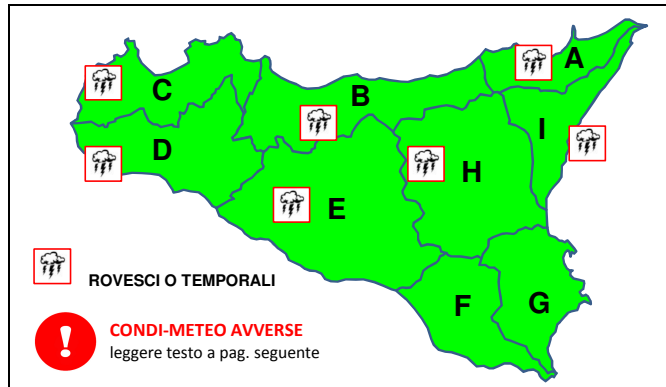 A
C
B
I
D
H
E
F
G
ROVESCI O TEMPORALI
! CONDI-METEO AVVERSE
leggere testo a pag. seguente